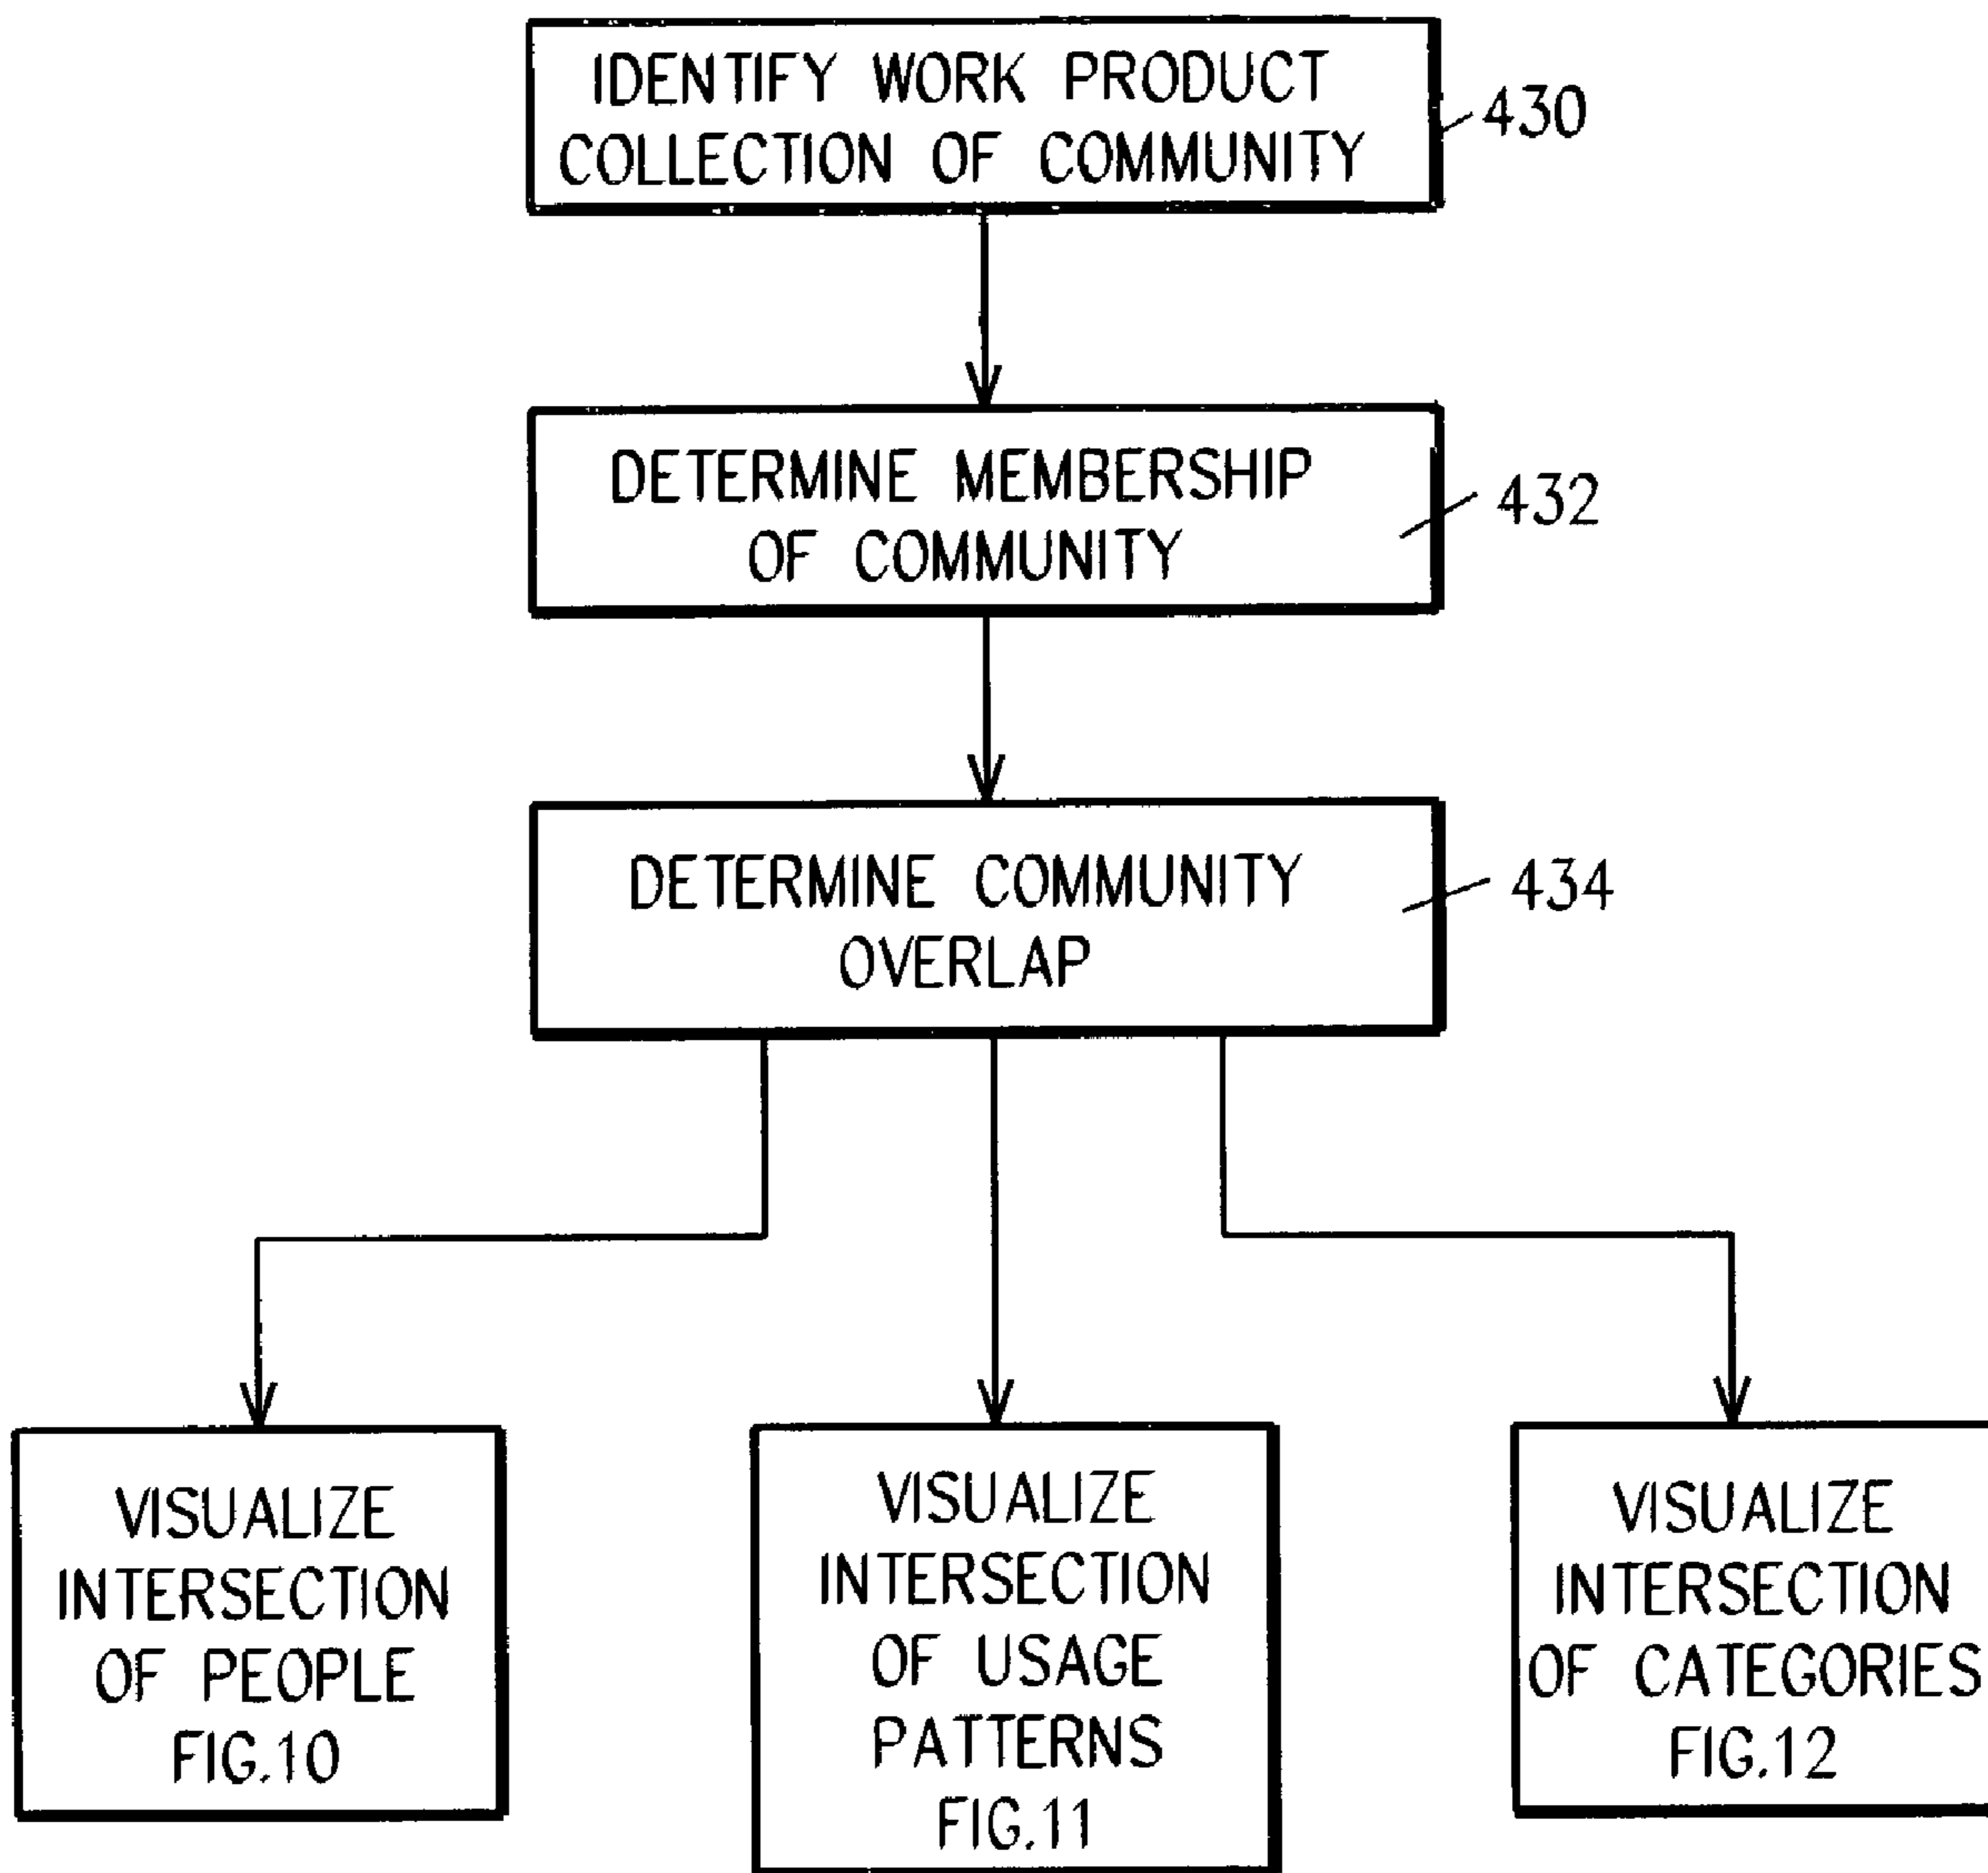 IDENTIFY WORK PRODUCT
COLLECTION OF COMMUNITY
430
DETERMINE MEMBERSHIP
OF COMMUNITY
432
DETERMINE COMMUNITY
OVERLAP
434
VISUALIZE
INTERSECTION
OF PEOPLE
FIG.10
VISUALIZE
INTERSECTION
OF USAGE
PATTERNS
FIG.11
VISUALIZE
INTERSECTION
OF CATEGORIES
FIG.12